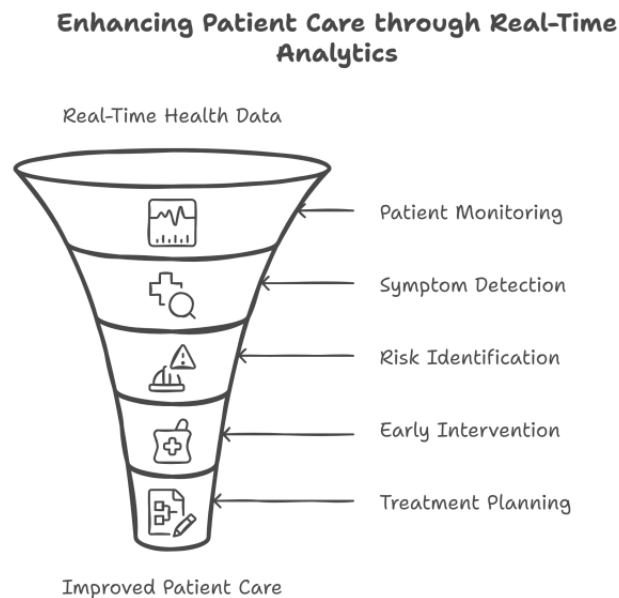 Enhancing Patient Care through Real-Time
Analytics
Real-Time Health Data
Patient Monitoring
Symptom Detection
Risk Identification
Early Intervention
Treatment Planning
Improved Patient Care